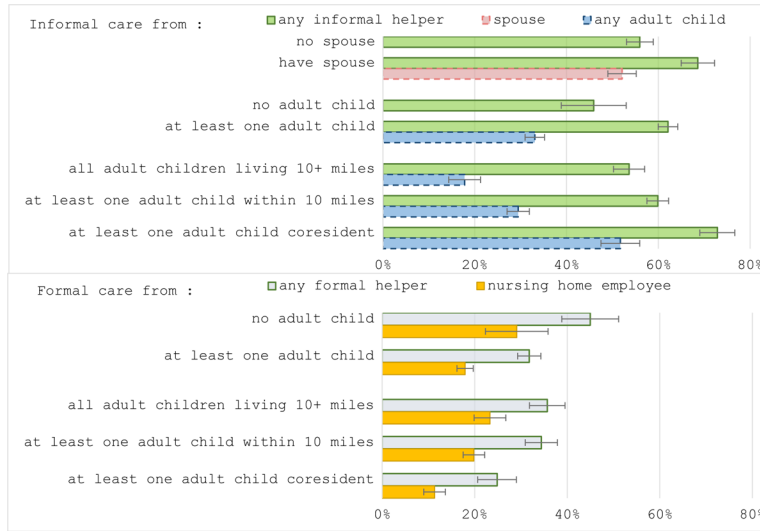 Informal care from : any informal helper spouse any adult child
no spouse
have spouse
no adult child
at least one adult child
all adult children living 10+ miles
at least one adult child within 10 miles
at least one adult child coresident
0% 20% 40% 60% 80%
Formal care from : any formal helper nursing home employee
no adult child
at least one adult child
all adult children living 10+ miles
at least one adult child within 10 miles
at least one adult child coresident
0% 20% 40% 60% 80%